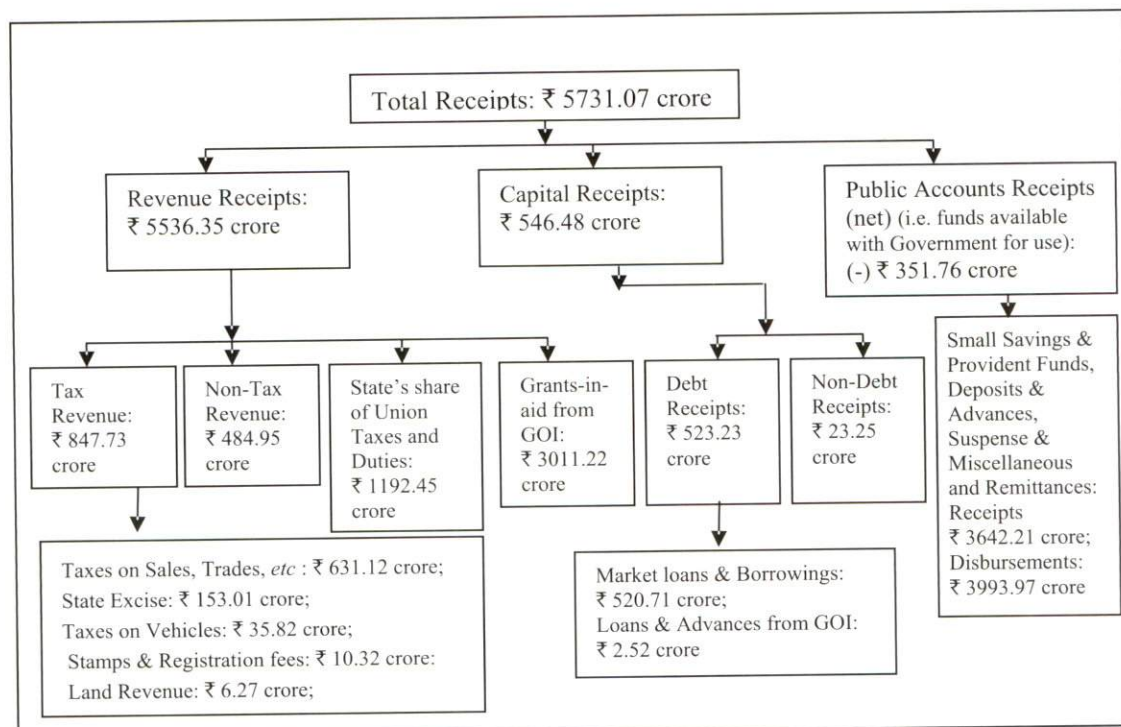 Total Receipts: ₹ 5731.07 crore
Revenue Receipts:
₹ 5536.35 crore
Capital Receipts:
₹ 546.48 crore
Public Accounts Receipts
(net) (i.e. funds available
with Government for use):
(-) ₹ 351.76 crore
Tax
Revenue:
₹ 847.73
crore
Non-Tax
Revenue:
₹ 484.95
crore
State's share
of Union
Taxes and
Duties:
₹ 1192.45
crore
Grants-in-
aid from
GOI:
₹ 3011.22
crore
Debt
Receipts:
₹ 523.23
crore
Non-Debt
Receipts:
₹ 23.25
crore
Small Savings &
Provident Funds,
Deposits &
Advances,
Suspense &
Miscellaneous
and Remittances:
Receipts
₹ 3642.21 crore;
Disbursements:
₹ 3993.97 crore
Taxes on Sales, Trades, etc : ₹ 631.12 crore;
State Excise: ₹ 153.01 crore;
Taxes on Vehicles: ₹ 35.82 crore;
Stamps & Registration fees: ₹ 10.32 crore:
Land Revenue: ₹ 6.27 crore;
Market loans & Borrowings:
₹ 520.71 crore;
Loans & Advances from GOI:
₹ 2.52 crore